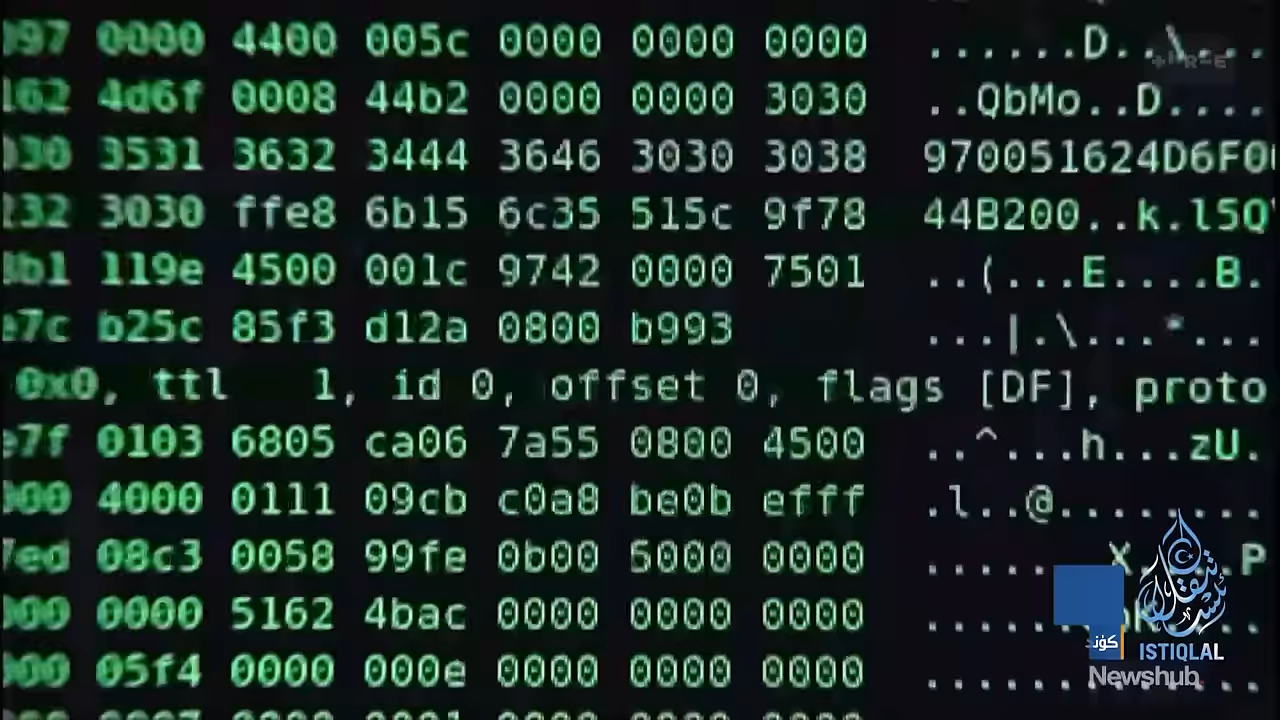 0000 4400 005c 0000 0000 0000 ......D..\...
4d6f 0008 44b2 0000 0000 3030 ..QbMo..D....
3531 3632 3444 3646 3030 3038 970051624D6F0
3030 ffe8 6b15 6c35 515c 9f78 44B200..k.l5Q
119e 4500 001c 9742 0000 7501 ..(...E....B.
b25c 85f3 d12a 0800 b993 ...|.\...*...
0x0, ttl 1, id 0, offset 0, flags [DF], proto
0103 6805 ca06 7a55 0800 4500 ..^...h...zU.
4000 0111 09cb c0a8 be0b efff .l..@........
08c3 0058 99fe 0b00 5000 0000 ......X....P
0000 5162 4bac 0000 0000 0000
05f4 0000 000e 0000 0000 0000
ISTIQLAL
Newshub